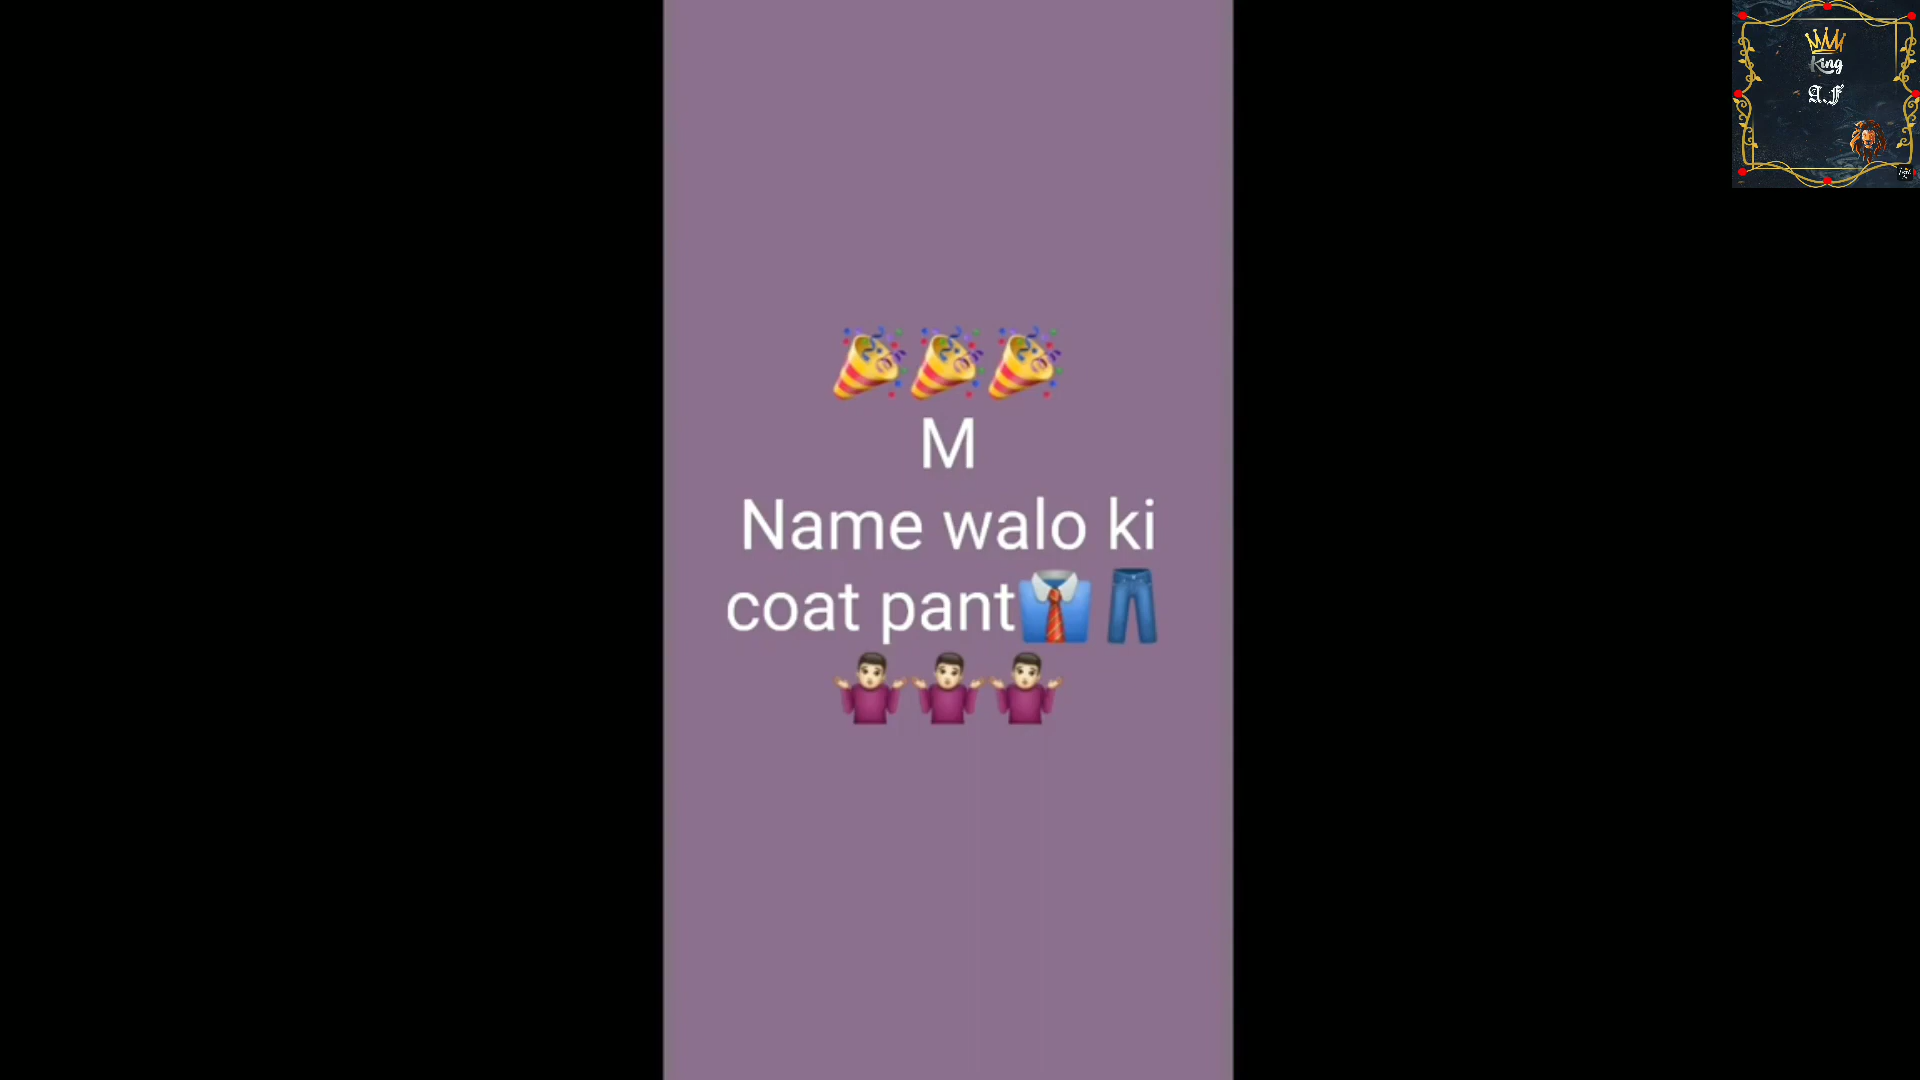 🎉🎉🎉
M
Name walo ki
coat pant👔👖
🤷🏻‍♂️🤷🏻‍♂️🤷🏻‍♂️
King
A.F